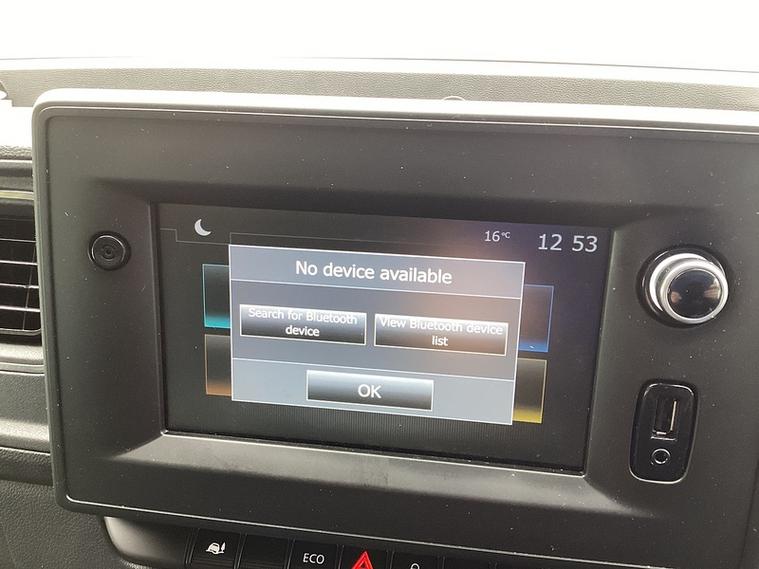 16°C
12 53
No device available
Search for Bluetooth
device
View Bluetooth device
list
OK
ECO